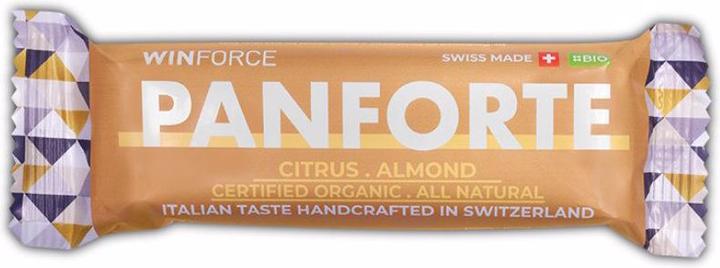 WINFORCE
SWISS MADE BIO
PANFORTE
CITRUS . ALMOND
CERTIFIED ORGANIC . ALL NATURAL
ITALIAN TASTE HANDCRAFTED IN SWITZERLAND